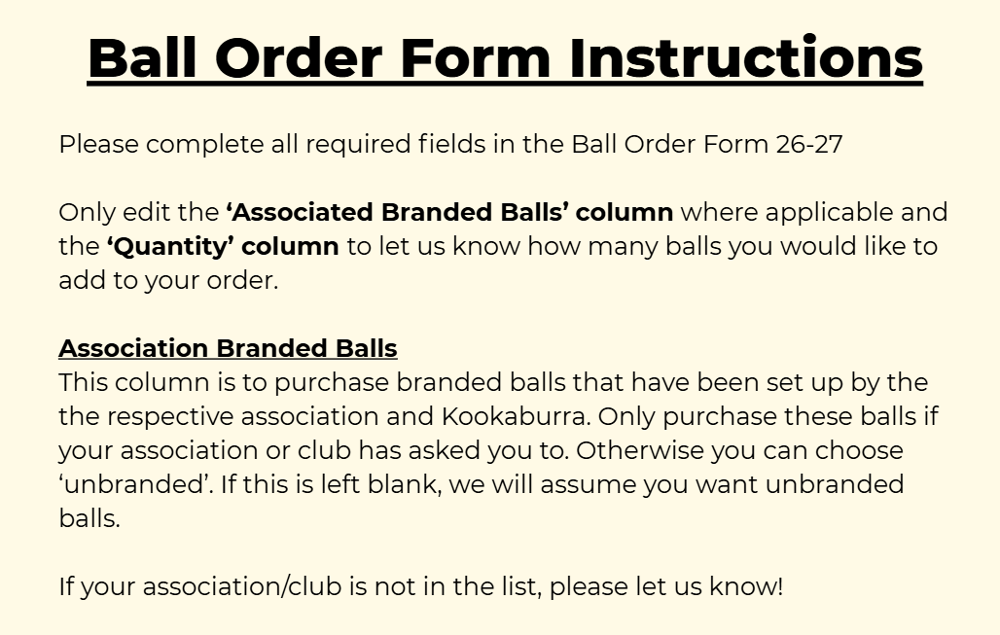 Ball Order Form Instructions
Please complete all required fields in the Ball Order Form 26-27
Only edit the ‘Associated Branded Balls’ column where applicable and
the ‘Quantity’ column to let us know how many balls you would like to
add to your order.
Association Branded Balls
This column is to purchase branded balls that have been set up by the
the respective association and Kookaburra. Only purchase these balls if
your association or club has asked you to. Otherwise you can choose
‘unbranded’. If this is left blank, we will assume you want unbranded
balls.
If your association/club is not in the list, please let us know!